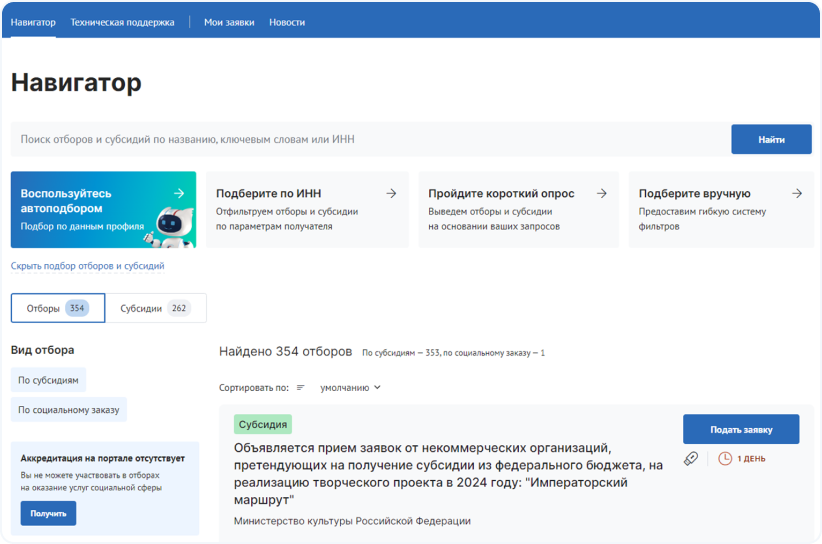 Навигатор Техническая поддержка Мои заявки Новости
Навигатор
Поиск отборов и субсидий по названию, ключевым словам или ИНН
Найти
Воспользуйтесь
автоподбором
Подбор по данным профиля
Подберите по ИНН
Отфильтруем отборы и субсидии
по параметрам получателя
Пройдите короткий опрос
Выведем отборы и субсидии
на основании ваших запросов
Подберите вручную
Предоставим гибкую систему
фильтров
Скрыть подбор отборов и субсидий
Отборы 354
Субсидии 262
Вид отбора
По субсидиям
По социальному заказу
Аккредитация на портале отсутствует
Вы не можете участвовать в отборах
на оказание услуг социальной сферы
Получить
Найдено 354 отборов По субсидиям — 353, по социальному заказу — 1
Сортировать по: умолчанию
Субсидия
Объявляется прием заявок от некоммерческих организаций,
претендующих на получение субсидии из федерального бюджета, на
реализацию творческого проекта в 2024 году: "Императорский
маршрут"
Министерство культуры Российской Федерации
Подать заявку
1 ДЕНЬ